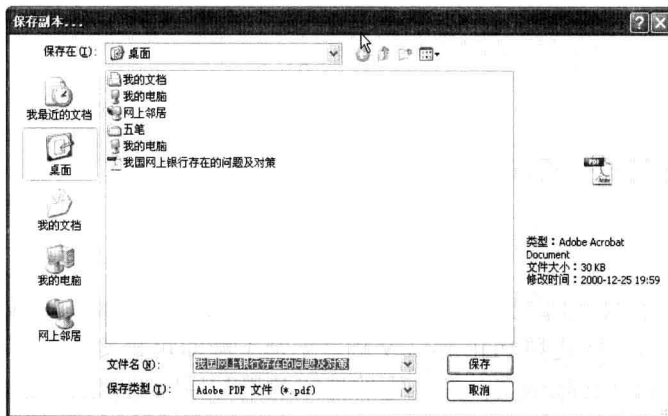 保存副本...
保存在(I):
桌面
我最近的文档
桌面
我的文档
我的电脑
网上邻居
我的文档
我的电脑
网上邻居
五笔
我的电脑
我国网上银行存在的问题及对策
类型：Adobe Acrobat
Document
文件大小：30 KB
修改时间：2000-12-25 19:59
文件名(N):
我国网上银行存在的问题及对策
保存
保存类型(T):
Adobe PDF 文件 (*.pdf)
取消